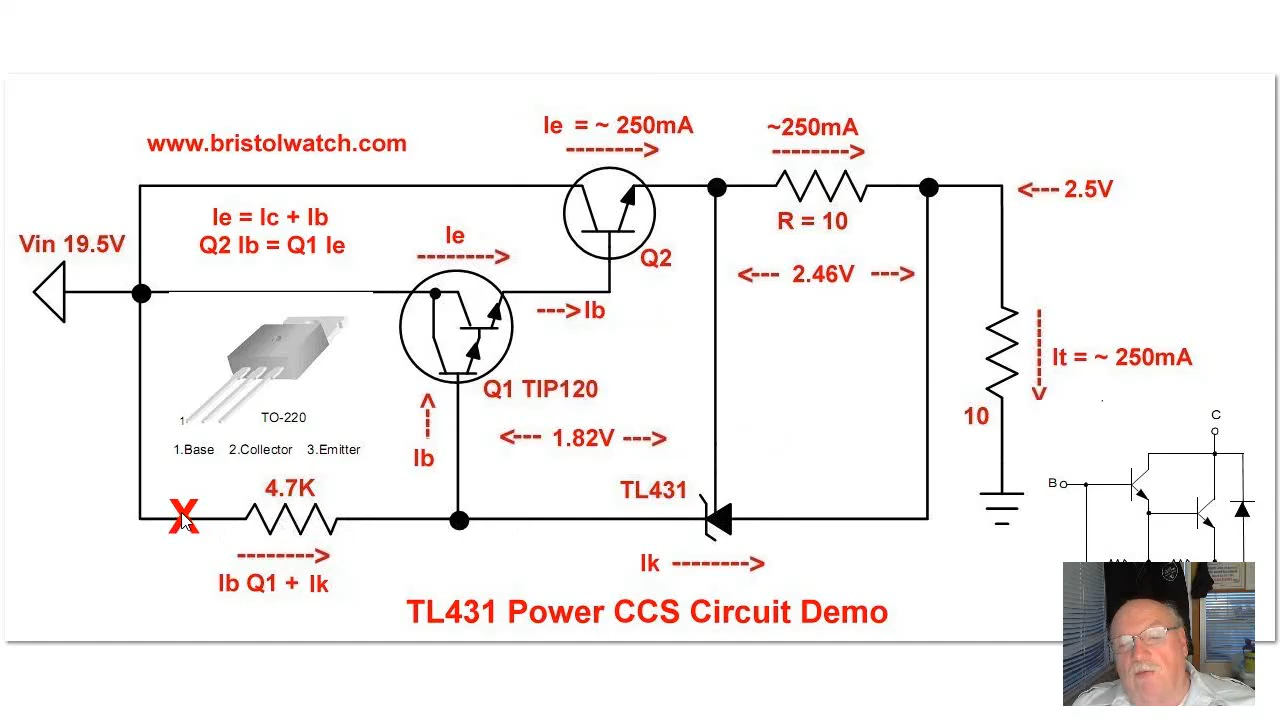 Ie = ~ 250mA
-------->
~250mA
-------->
www.bristolwatch.com
<--- 2.5V
Ie = Ic + Ib
Q2 Ib = Q1 Ie
Ie
-------->
R = 10
Vin 19.5V
Q2
<--- 2.46V --->
--->Ib
It = ~ 250mA
Q1 TIP120
1
TO-220
10
C
<--- 1.82V --->
1.Base 2.Collector 3.Emitter
Ib
B
4.7K
TL431
X
-------->
Ik -------->
Ib Q1 + Ik
TL431 Power CCS Circuit Demo